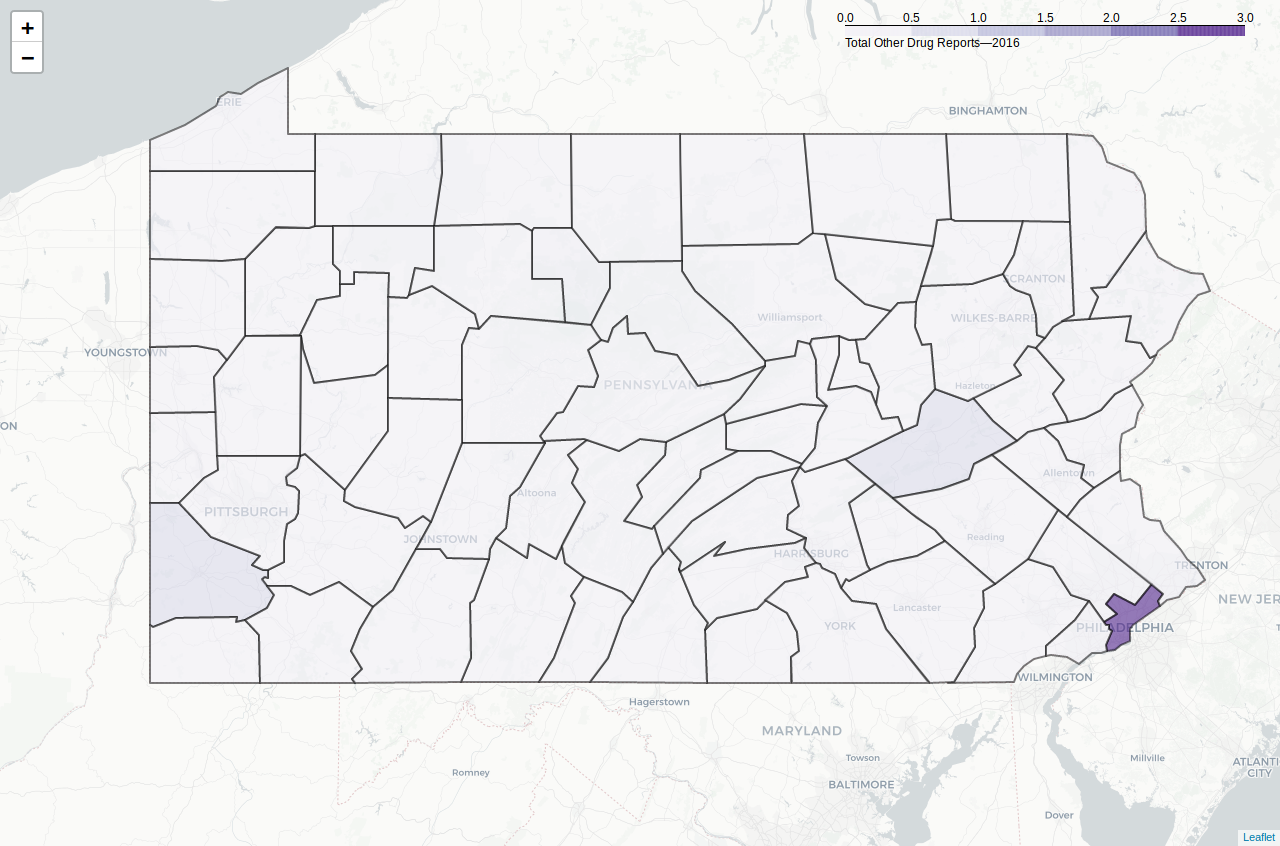 +
−
0.0 0.5 1.0 1.5 2.0 2.5 3.0
Total Other Drug Reports—2016
ERIE
BINGHAMTON
SCRANTON
Williamsport
WILKES-BARRE
YOUNGSTOWN
PENNSYLVANIA
Hazleton
ON
Allentown
Altoona
PITTSBURGH
JOHNSTOWN
Reading
HARRISBURG
TRENTON
NEW JER
Lancaster
YORK
PHILADELPHIA
T
WILMINGTON
Hagerstown
MARYLAND
Towson
Millville
ATLANTI
CITY
Romney
BALTIMORE
Dover
Leaflet